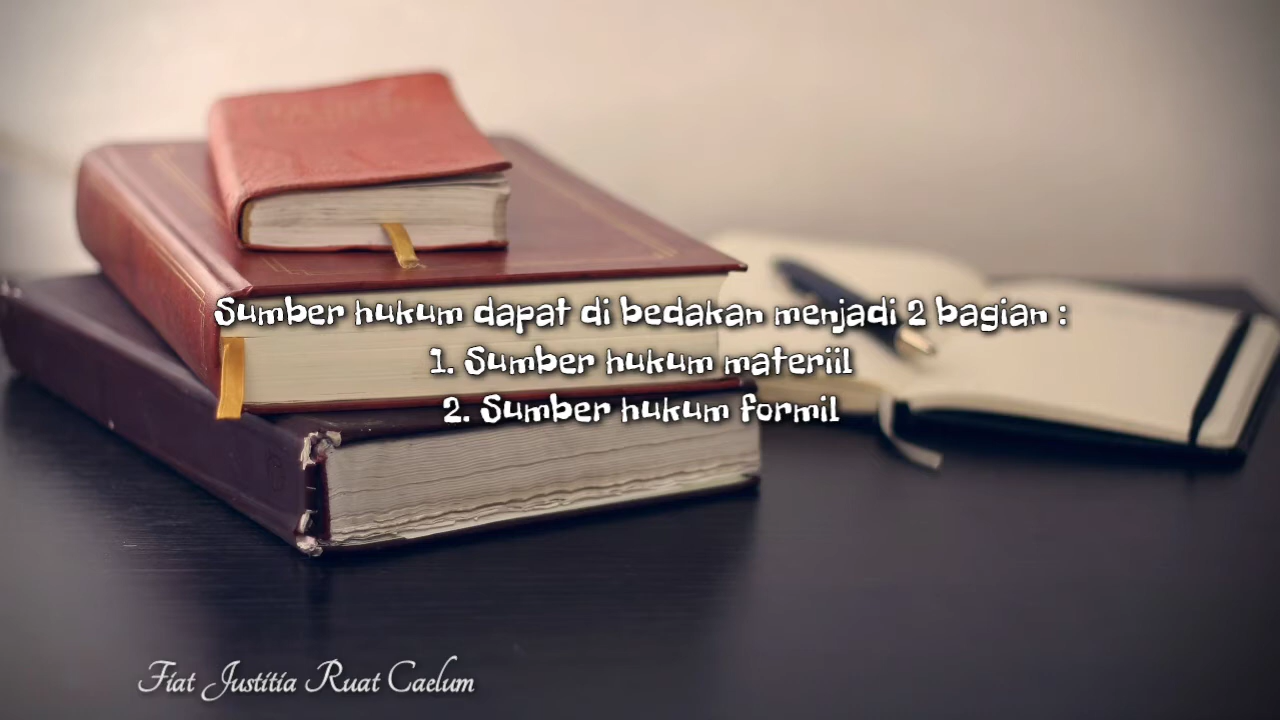 Sumber hukum dapat di bedakan menjadi 2 bagian :
1. Sumber hukum materiil
2. Sumber hukum formil
Fiat Justitia Ruat Caelum